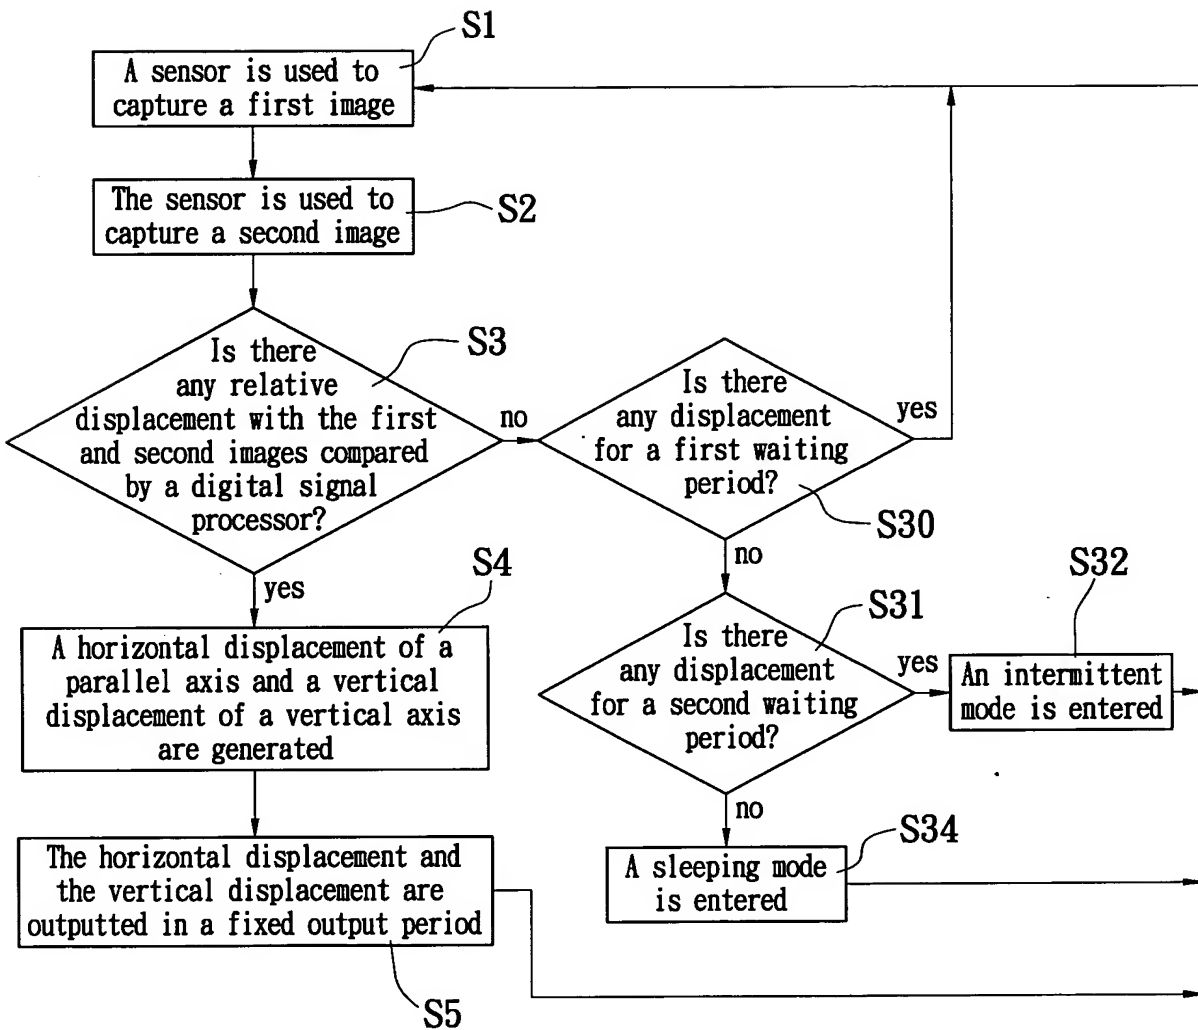 S1
A sensor is used to
capture a first image
The sensor is used to
capture a second image
S2
Is there
any relative
displacement with the first
and second images compared
by a digital signal
processor?
S3
no
Is there
any displacement
for a first waiting
period?
yes
S30
no
yes
S4
A horizontal displacement of a
parallel axis and a vertical
displacement of a vertical axis
are generated
Is there
any displacement
for a second waiting
period?
S31
yes
S32
An intermittent
mode is entered
no
S34
A sleeping mode
is entered
The horizontal displacement and
the vertical displacement are
outputted in a fixed output period
S5